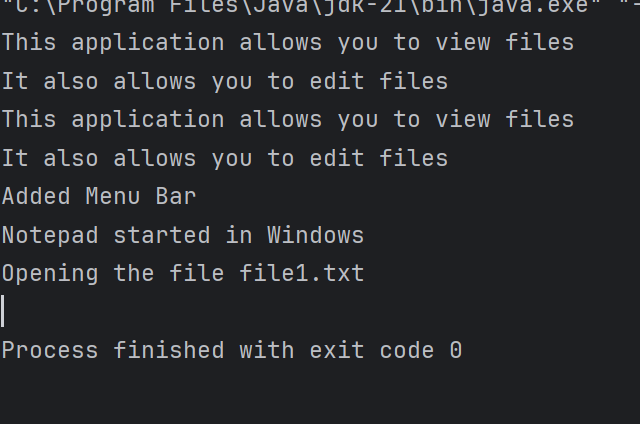 "C:\Program Files\Java\jdk-21\bin\java.exe" "-
This application allows you to view files
It also allows you to edit files
This application allows you to view files
It also allows you to edit files
Added Menu Bar
Notepad started in Windows
Opening the file file1.txt
Process finished with exit code 0